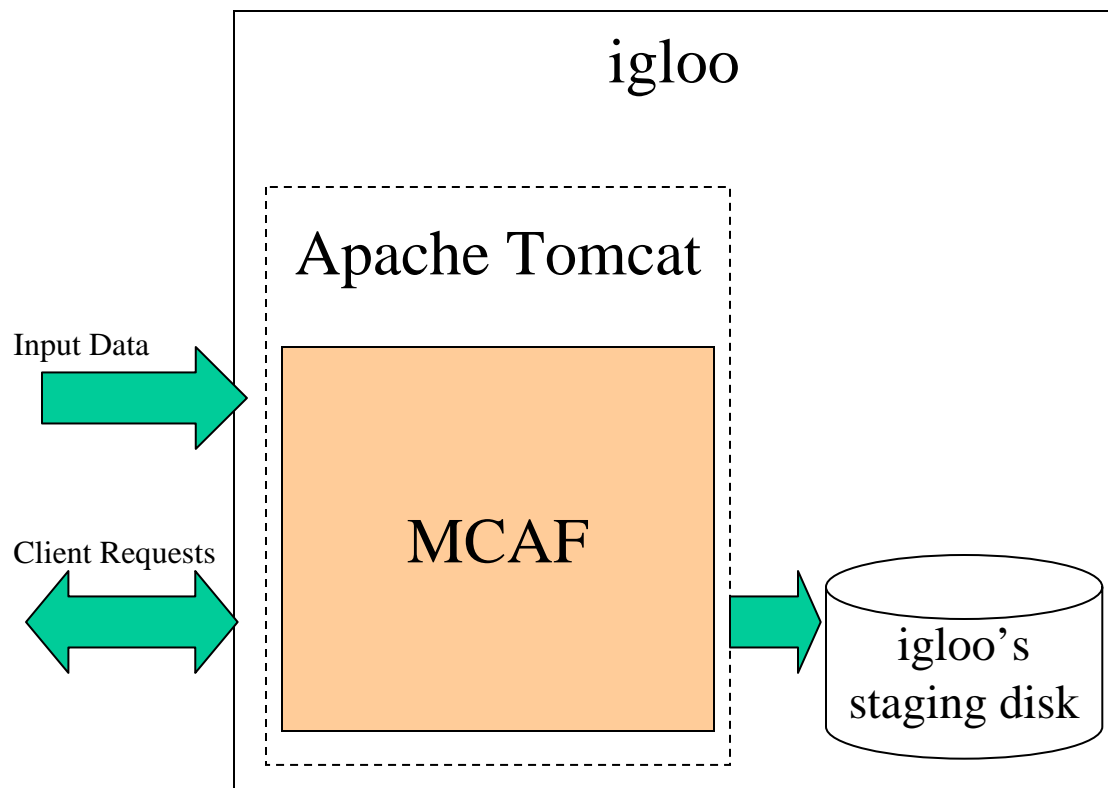 igloo
Apache Tomcat
Input Data
MCAF
Client Requests
igloo’s
staging disk